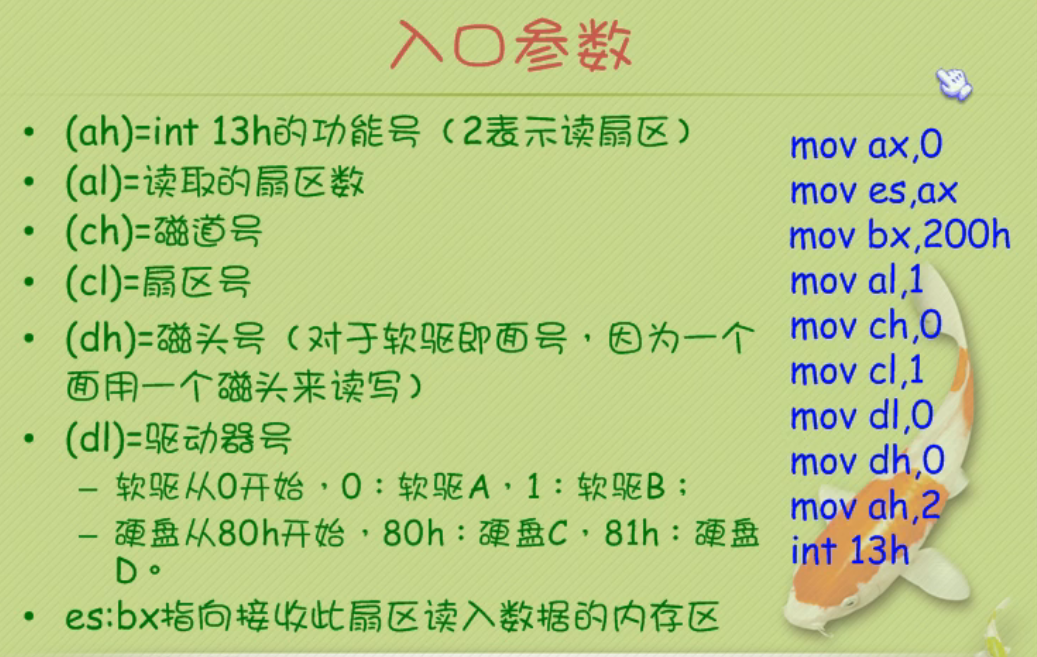 入口参数
• (ah)=int 13h的功能号（2表示读扇区）
• (al)=读取的扇区数
• (ch)=磁道号
• (cl)=扇区号
• (dh)=磁头号（对于软驱即面号，因为一个
面用一个磁头来读写）
• (dl)=驱动器号
– 软驱从0开始，0：软驱A，1：软驱B；
– 硬盘从80h开始，80h：硬盘C，81h：硬盘
D。
• es:bx指向接收此扇区读入数据的内存区
mov ax,0
mov es,ax
mov bx,200h
mov al,1
mov ch,0
mov cl,1
mov dl,0
mov dh,0
mov ah,2
int 13h